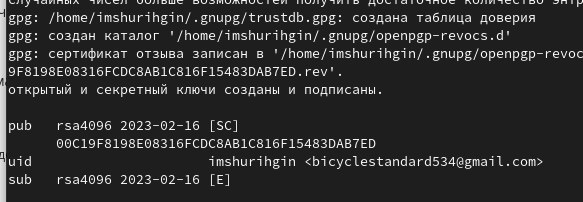 случайных чисел больше возможностей получить достаточное количество энтр
gpg: /home/imshurihgin/.gnupg/trustdb.gpg: создана таблица доверия
gpg: создан каталог '/home/imshurihgin/.gnupg/openpgp-revocs.d'
gpg: сертификат отзыва записан в '/home/imshurihgin/.gnupg/openpgp-revoc
9F8198E08316FCDC8AB1C816F15483DAB7ED.rev'.
открытый и секретный ключи созданы и подписаны.
pub rsa4096 2023-02-16 [SC]
00C19F8198E08316FCDC8AB1C816F15483DAB7ED
uid imshurihgin <bicyclestandard534@gmail.com>
sub rsa4096 2023-02-16 [E]